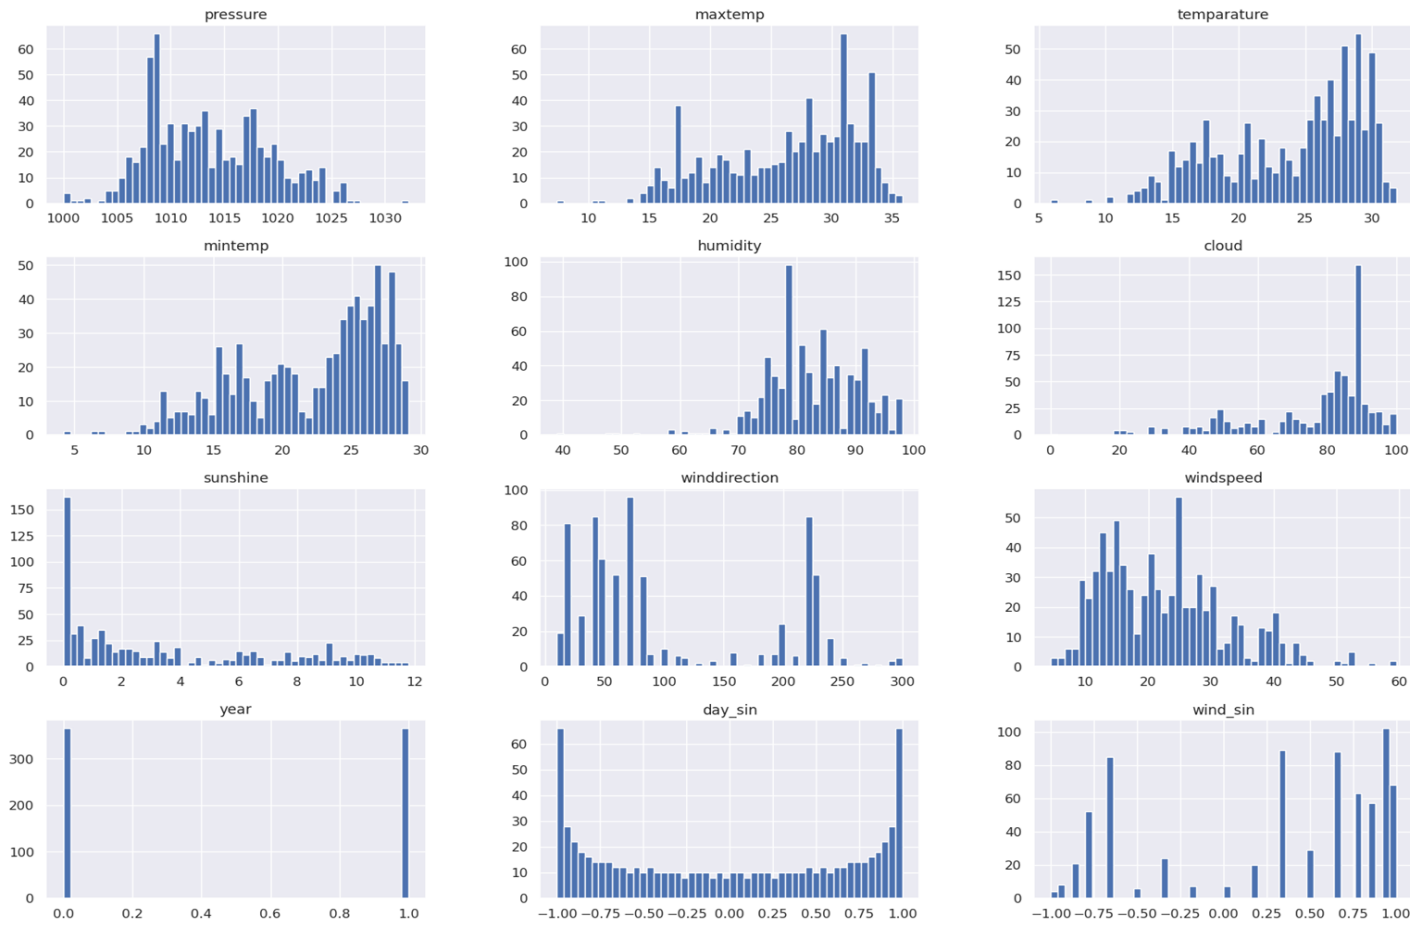 pressure maxtemp temparature
60 60 50
50 50 40
40 40 30
30 30 20
20 20 10
10 10 0
0 0
1000 1005 1010 1015 1020 1025 1030 10 15 20 25 30 35 5 10 15 20 25 30
mintemp humidity cloud
50 100 150
40 80 125
30 60 100
20 40 75
10 20 50
0 0 25
0
5 10 15 20 25 30 40 50 60 70 80 90 100 0 20 40 60 80 100
sunshine winddirection windspeed
150 100 50
125 80 40
100 60 30
75 40 20
50 20 10
25 0 0
0
0 2 4 6 8 10 12 0 50 100 150 200 250 300 10 20 30 40 50 60
year day_sin wind_sin
300 60 100
200 50 80
100 40 60
0 30 40
20 20
10 0
0
0.0 0.2 0.4 0.6 0.8 1.0 −1.00 −0.75 −0.50 −0.25 0.00 0.25 0.50 0.75 1.00 −1.00 −0.75 −0.50 −0.25 0.00 0.25 0.50 0.75 1.00